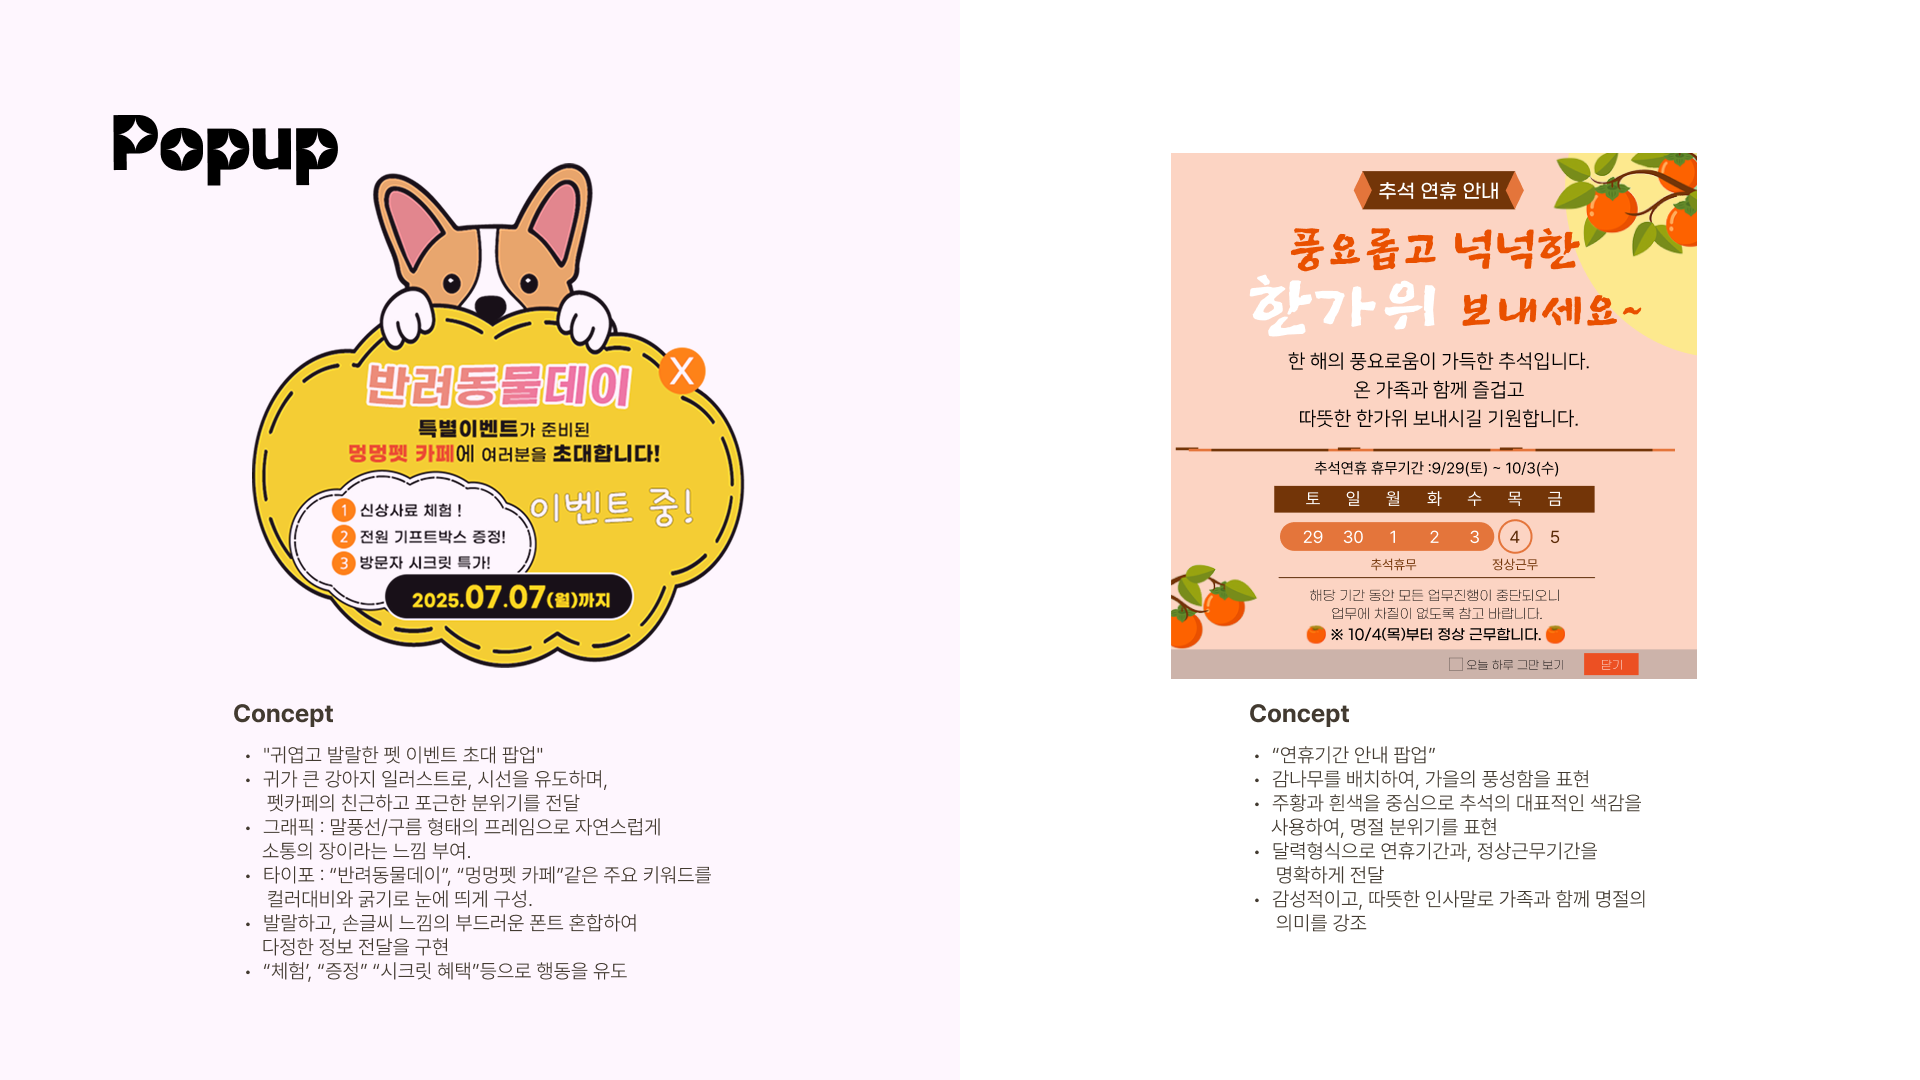 Popup
반려동물데이
X
특별이벤트가 준비된
멍멍펫 카페에 여러분을 초대합니다!
이벤트 중!
1 신상사료 체험 !
2 전원 기프트박스 증정!
3 방문자 시크릿 특가!
2025.07.07(월)까지
Concept
• "귀엽고 발랄한 펫 이벤트 초대 팝업"
• 귀가 큰 강아지 일러스트로, 시선을 유도하며,
펫카페의 친근하고 포근한 분위기를 전달
• 그래픽 : 말풍선/구름 형태의 프레임으로 자연스럽게
소통의 장이라는 느낌 부여.
• 타이포 : “반려동물데이”, “멍멍펫 카페”같은 주요 키워드를
컬러대비와 굵기로 눈에 띄게 구성.
• 발랄하고, 손글씨 느낌의 부드러운 폰트 혼합하여
다정한 정보 전달을 구현
• “체험’, “증정” “시크릿 혜택”등으로 행동을 유도
추석 연휴 안내
풍요롭고 넉넉한
한가위 보내세요~
한 해의 풍요로움이 가득한 추석입니다.
온 가족과 함께 즐겁고
따뜻한 한가위 보내시길 기원합니다.
추석연휴 휴무기간 :9/29(토) ~ 10/3(수)
토 일 월 화 수 목 금
29 30 1 2 3 4 5
추석휴무 정상근무
해당 기간 동안 모든 업무진행이 중단되오니
업무에 차질이 없도록 참고 바랍니다.
※ 10/4(목)부터 정상 근무합니다.
오늘 하루 그만 보기 닫기
Concept
• “연휴기간 안내 팝업”
• 감나무를 배치하여, 가을의 풍성함을 표현
• 주황과 흰색을 중심으로 추석의 대표적인 색감을
사용하여, 명절 분위기를 표현
• 달력형식으로 연휴기간과, 정상근무기간을
명확하게 전달
• 감성적이고, 따뜻한 인사말로 가족과 함께 명절의
의미를 강조